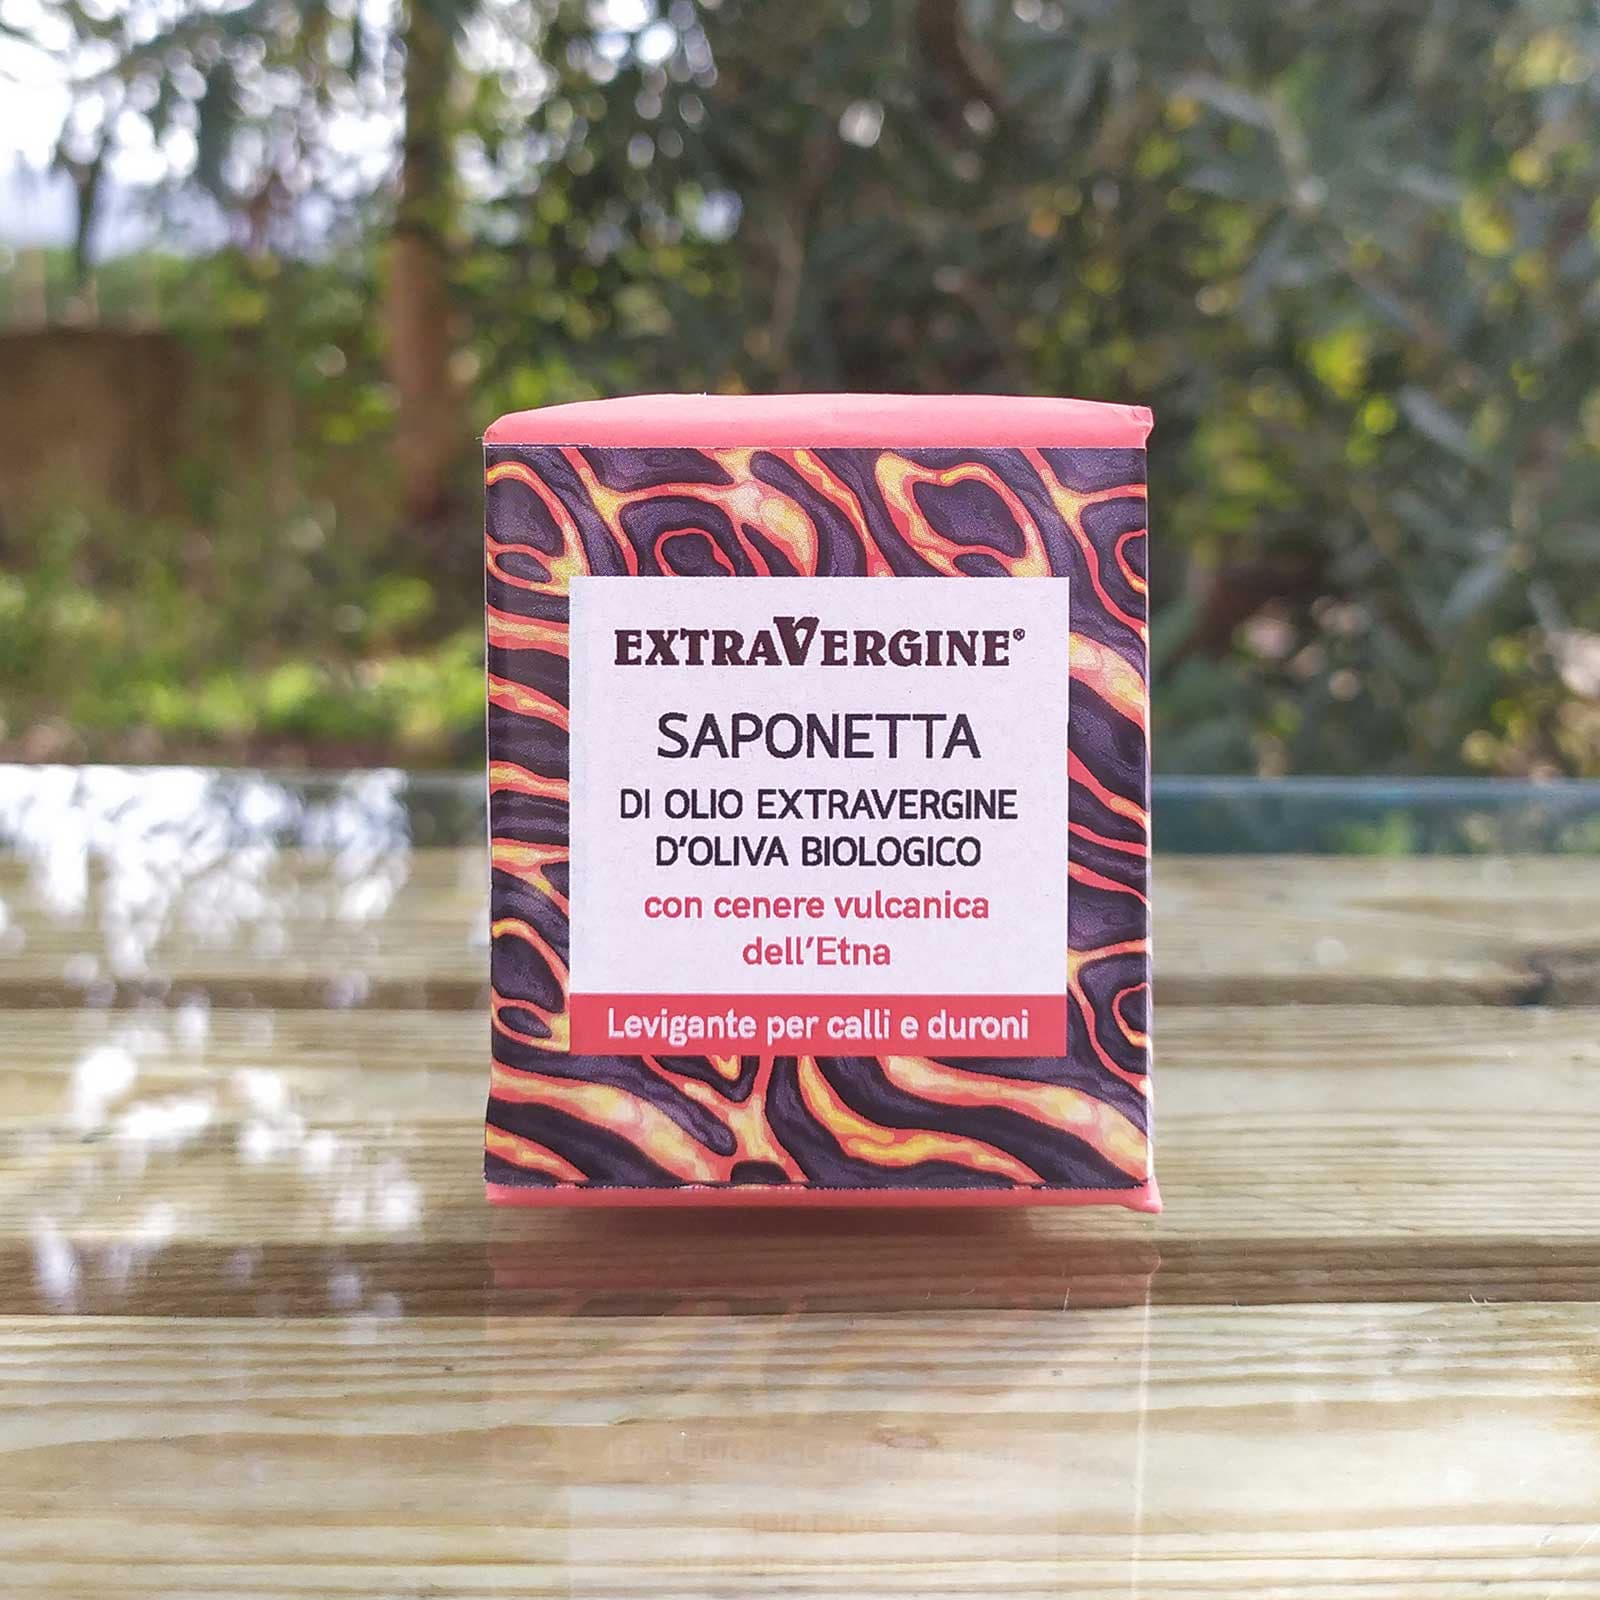 EXTRAVERGINE®
SAPONETTA
DI OLIO EXTRAVERGINE
D'OLIVA BIOLOGICO
con cenere vulcanica
dell'Etna
Levigante per calli e duroni